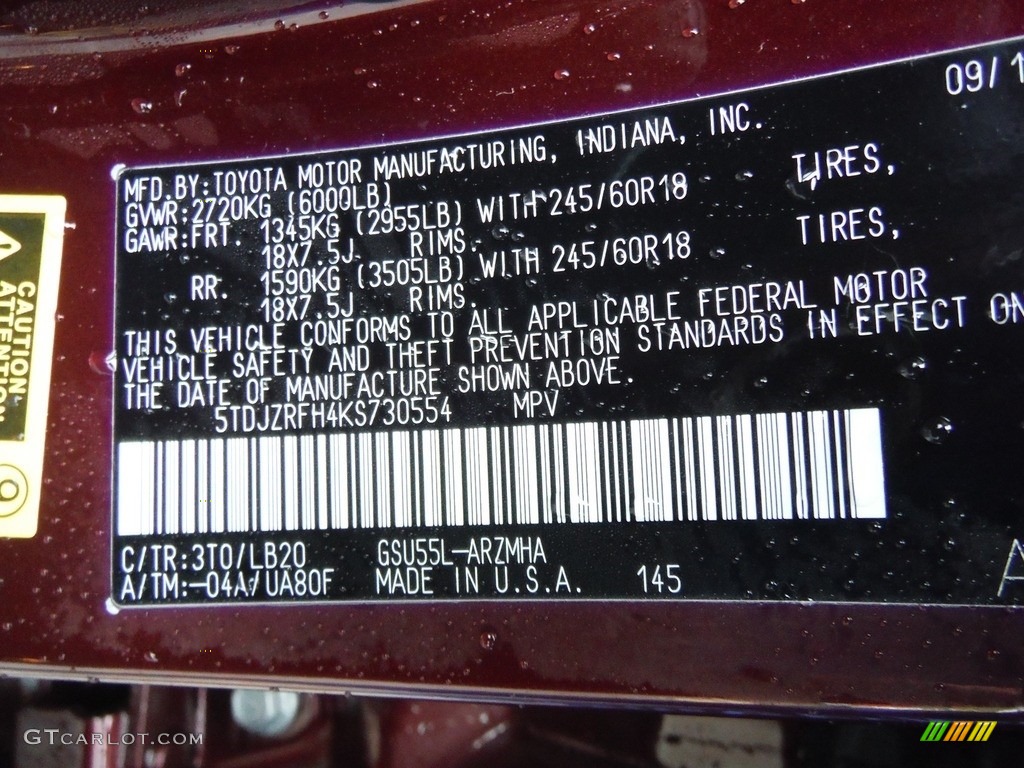 09/1
MFD.BY:TOYOTA MOTOR MANUFACTURING, INDIANA, INC.
GVWR:2720KG (6000LB)
GAWR:FRT. 1345KG (2955LB) WITH 245/60R18 TIRES,
18X7.5J RIMS.
RR. 1590KG (3505LB) WITH 245/60R18 TIRES,
18X7.5J RIMS.
THIS VEHICLE CONFORMS TO ALL APPLICABLE FEDERAL MOTOR
VEHICLE SAFETY AND THEFT PREVENTION STANDARDS IN EFFECT ON
THE DATE OF MANUFACTURE SHOWN ABOVE.
5TDJZRFH4KS730554 MPV
C/TR:3T0/LB20 GSU55L-ARZMHA
A/TM:-04A/UA80F MADE IN U.S.A. 145
A
CAUTION:
ATTENTION:
GTCARLOT.COM